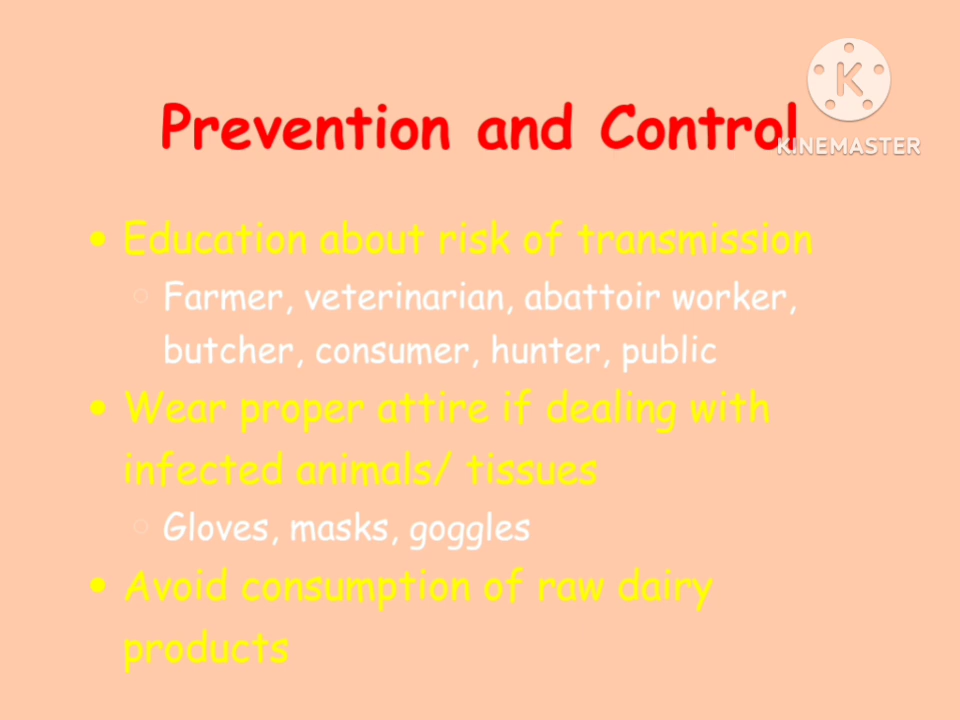 K
KINEMASTER
Prevention and Control
• Education about risk of transmission
○ Farmer, veterinarian, abattoir worker,
butcher, consumer, hunter, public
• Wear proper attire if dealing with
infected animals/ tissues
○ Gloves, masks, goggles
• Avoid consumption of raw dairy
products